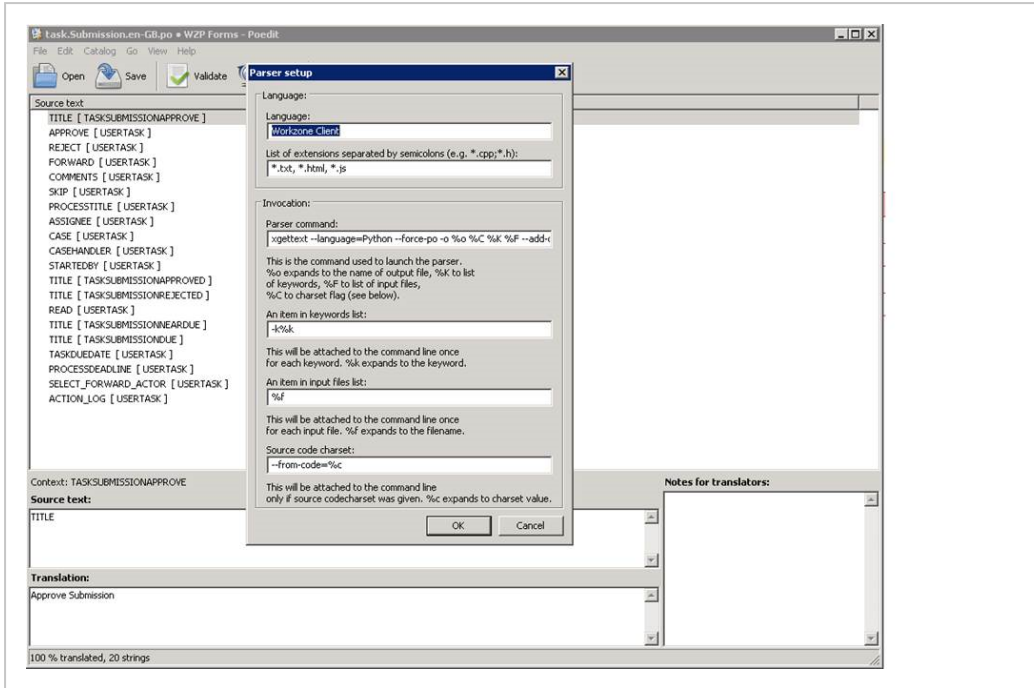 task.Submission.en-GB.po • WZP Forms - Poedit
File Edit Catalog Go View Help
Open Save Validate
Source text
TITLE [ TASKSUBMISSIONAPPROVE ]
APPROVE [ USERTASK ]
REJECT [ USERTASK ]
FORWARD [ USERTASK ]
COMMENTS [ USERTASK ]
SKIP [ USERTASK ]
PROCESSTITLE [ USERTASK ]
ASSIGNEE [ USERTASK ]
CASE [ USERTASK ]
CASEHANDLER [ USERTASK ]
STARTEDBY [ USERTASK ]
TITLE [ TASKSUBMISSIONAPPROVED ]
TITLE [ TASKSUBMISSIONREJECTED ]
READ [ USERTASK ]
TITLE [ TASKSUBMISSIONNEARDUE ]
TITLE [ TASKSUBMISSIONDUE ]
TASKDUEDATE [ USERTASK ]
PROCESSDEADLINE [ USERTASK ]
SELECT_FORWARD_ACTOR [ USERTASK ]
ACTION_LOG [ USERTASK ]
Parser setup
Language:
Language:
Workzone Client
List of extensions separated by semicolons (e.g. *.cpp;*.h):
*.txt, *.html, *.js
Invocation:
Parser command:
xgettext --language=Python --force-po -o %o %C %K %F --add-c
This is the command used to launch the parser.
%o expands to the name of output file, %K to list
of keywords, %F to list of input files,
%C to charset flag (see below).
An item in keywords list:
-k%k
This will be attached to the command line once
for each keyword. %k expands to the keyword.
An item in input files list:
%f
This will be attached to the command line once
for each input file. %f expands to the filename.
Source code charset:
--from-code=%c
This will be attached to the command line
only if source codecharset was given. %c expands to charset value.
OK Cancel
Context: TASKSUBMISSIONAPPROVE
Source text:
TITLE
Notes for translators:
Translation:
Approve Submission
100 % translated, 20 strings